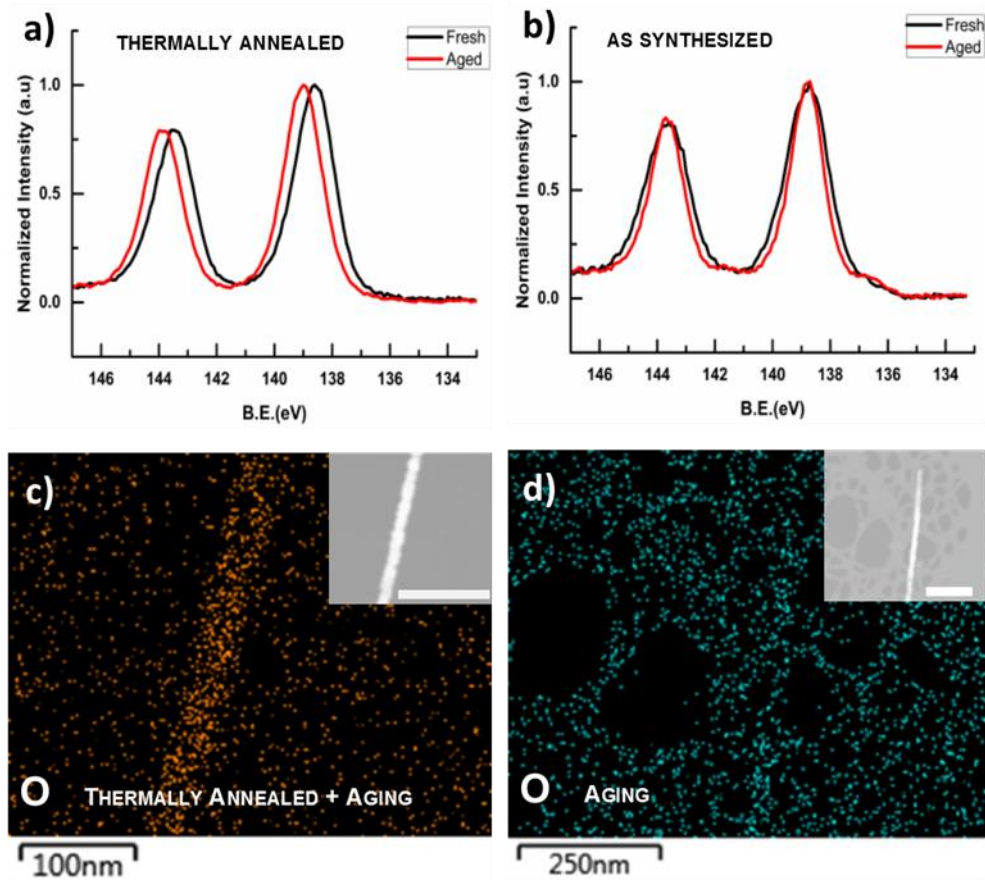 a)
THERMALLY ANNEALED
Fresh
Aged
Normalized Intensity (a.u)
1.0
0.5
0.0
146 144 142 140 138 136 134
B.E.(eV)
b)
AS SYNTHESIZED
Fresh
Aged
Normalized Intensity (a.u)
1.0
0.5
0.0
146 144 142 140 138 136 134
B.E.(eV)
c)
O THERMALLY ANNEALED + AGING
100nm
d)
O AGING
250nm